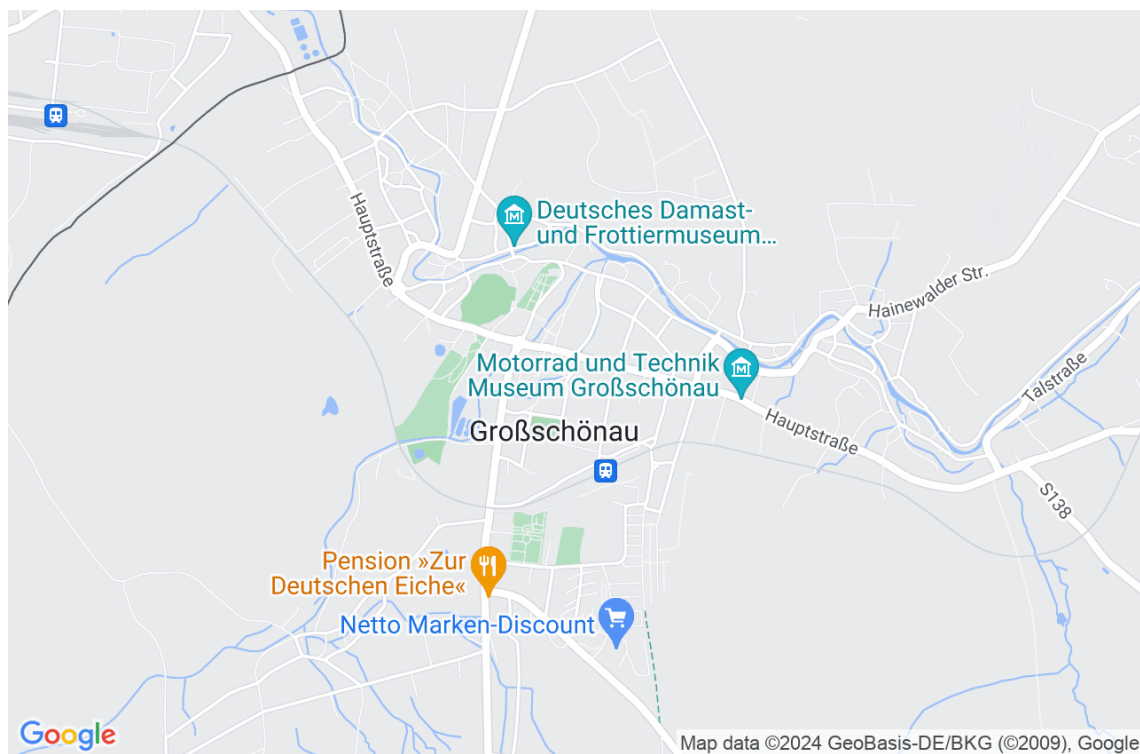 Hauptstraße
Deutsches Damast-
und Frottiermuseum...
Hainewalder Str.
Motorrad und Technik
Museum Großschönau
Talstraße
Großschönau
Hauptstraße
S138
Pension »Zur
Deutschen Eiche«
Netto Marken-Discount
Google
Map data ©2024 GeoBasis-DE/BKG (©2009), Google